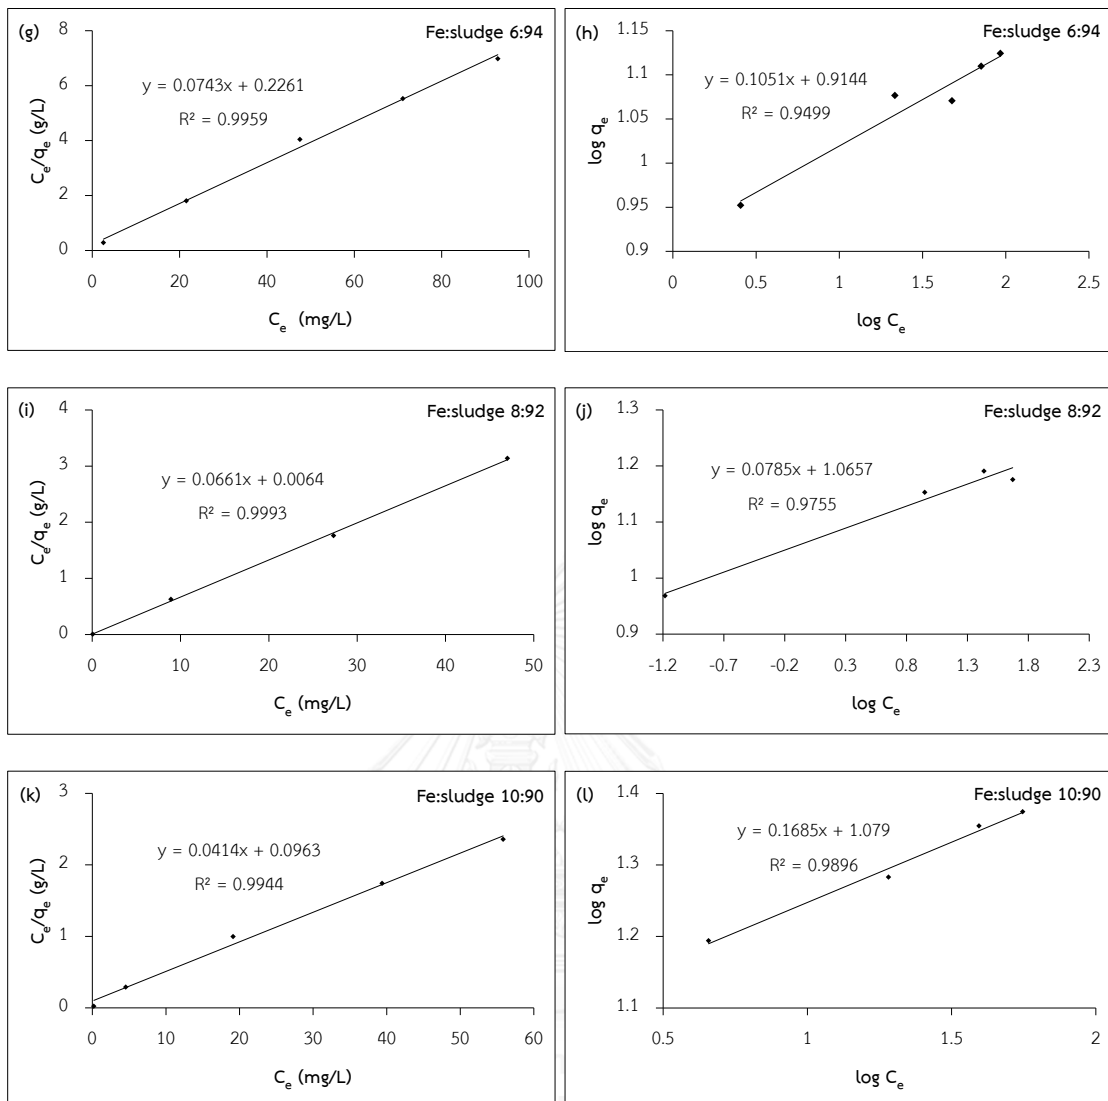 (g)
Fe:sludge 6:94
y = 0.0743x + 0.2261
R² = 0.9959
Cₑ/qₑ (g/L)
8
6
4
2
0
0 20 40 60 80 100
Cₑ (mg/L)
(h)
Fe:sludge 6:94
y = 0.1051x + 0.9144
R² = 0.9499
log qₑ
1.15
1.1
1.05
1
0.95
0.9
0 0.5 1 1.5 2 2.5
log Cₑ
(i)
Fe:sludge 8:92
y = 0.0661x + 0.0064
R² = 0.9993
Cₑ/qₑ (g/L)
4
3
2
1
0
0 10 20 30 40 50
Cₑ (mg/L)
(j)
Fe:sludge 8:92
y = 0.0785x + 1.0657
R² = 0.9755
log qₑ
1.3
1.2
1.1
1
0.9
-1.2 -0.7 -0.2 0.3 0.8 1.3 1.8 2.3
log Cₑ
(k)
Fe:sludge 10:90
y = 0.0414x + 0.0963
R² = 0.9944
Cₑ/qₑ (g/L)
3
2
1
0
0 10 20 30 40 50 60
Cₑ (mg/L)
(l)
Fe:sludge 10:90
y = 0.1685x + 1.079
R² = 0.9896
log qₑ
1.4
1.3
1.2
1.1
0.5 1 1.5 2
log Cₑ